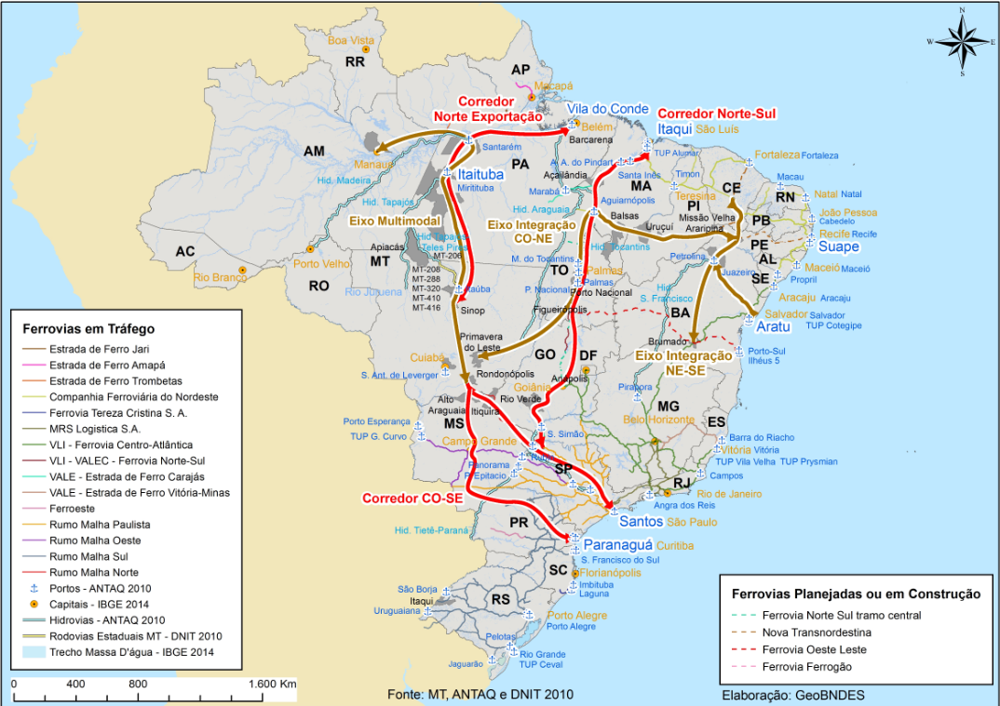 N
W
E
S
Boa Vista
RR
AP
Macapá
Corredor
Norte Exportação
Vila do Conde
Belém
Barcarena
Corredor Norte-Sul
Itaqui
São Luís
TUP Alumar
Santarém
AM
Manaus
PA
A. A. do Pindart
Santa Inês
Fortaleza
Fortaleza
Hid. Madeira
Itaituba
Miritituba
Açailândia
MA
Timon
Teresina
CE
Macau
RN
Natal
Natal
Hid. Tapajós
Marabá
Hid. Araguaia
Aguiarnópolis
PI
Missão Velha
Araripina
PB
João Pessoa
Cabedelo
Eixo Multimodal
Eixo Integração
CO-NE
Balsas
Uruçuí
PE
Recife
Recife
Suape
Hid Tapajós
Teles Pires
Hid Tocantins
AC
Apiacás
MT
MT-206
M. do Tocantins
TO
Palmas
Palmas
Petrolina
Juazeiro
AL
Maceió
Maceió
SE
Propril
Rio Branco
Porto Velho
RO
MT-208
MT-288
MT-320
MT-410
MT-416
Rio Juruena
Itaúba
Sinop
P. Nacional
Porto Nacional
Figueirópolis
Hid
S. Francisco
BA
Aracaju
Aracaju
Salvador
Salvador
TUP Cotegipe
Aratu
Primavera
do Leste
Brumado
Porto-Sul
Ilhéus 5
Cuiabá
S. Ant. de Leverger
Rondonópolis
GO
DF
Eixo Integração
NE-SE
Goiânia
Anápolis
Pirapora
Alto
Araguaia
Itiquira
Rio Verde
MG
Porto Esperança
TUP G. Curvo
MS
Campo Grande
S. Simão
Belo Horizonte
ES
Barra do Riacho
Vitória
Vitória
TUP Vila Velha
TUP Prysmian
Panorama
P. Epitacio
SP
RJ
Campos
Rio de Janeiro
Angra dos Reis
Corredor CO-SE
Santos
São Paulo
Hid. Tietê-Paraná
PR
Paranaguá
Curitiba
S. Francisco do Sul
SC
Florianópolis
Imbituba
Laguna
São Borja
Itaqui
Uruguaiana
RS
Porto Alegre
Porto Alegre
Pelotas
Rio Grande
TUP Ceval
Jaguarão
Ferrovias em Tráfego
Estrada de Ferro Jari
Estrada de Ferro Amapá
Estrada de Ferro Trombetas
Companhia Ferroviária do Nordeste
Ferrovia Tereza Cristina S. A.
MRS Logistica S.A.
VLI - Ferrovia Centro-Atlântica
VLI - VALEC - Ferrovia Norte-Sul
VALE - Estrada de Ferro Carajás
VALE - Estrada de Ferro Vitória-Minas
Ferroeste
Rumo Malha Paulista
Rumo Malha Oeste
Rumo Malha Sul
Rumo Malha Norte
Portos - ANTAQ 2010
Capitais - IBGE 2014
Hidrovias - ANTAQ 2010
Rodovias Estaduais MT - DNIT 2010
Trecho Massa D'água - IBGE 2014
Ferrovias Planejadas ou em Construção
Ferrovia Norte Sul tramo central
Nova Transnordestina
Ferrovia Oeste Leste
Ferrovia Ferrogão
0 400 800 1.600 Km
Fonte: MT, ANTAQ e DNIT 2010
Elaboração: GeoBNDES